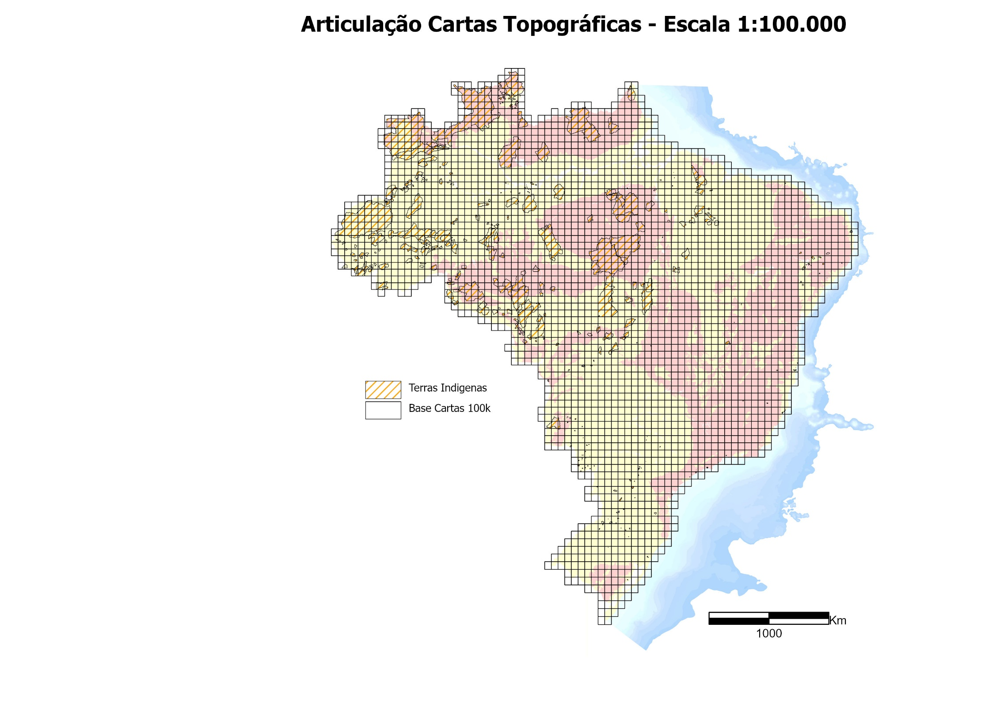 Articulação Cartas Topográficas - Escala 1:100.000
Terras Indigenas
Base Cartas 100k
Km
1000